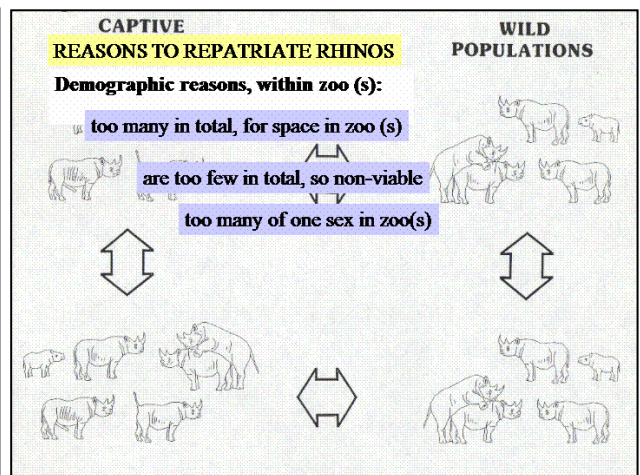 CAPTIVE
WILD
POPULATIONS
REASONS TO REPATRIATE RHINOS
Demographic reasons, within zoo (s):
too many in total, for space in zoo (s)
are too few in total, so non-viable
too many of one sex in zoo(s)